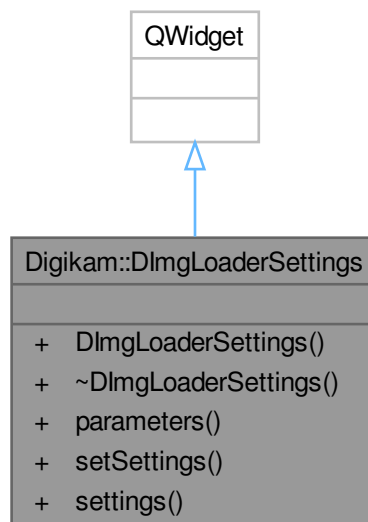 QWidget
Digikam::DImgLoaderSettings
+ DImgLoaderSettings()
+ ~DImgLoaderSettings()
+ parameters()
+ setSettings()
+ settings()